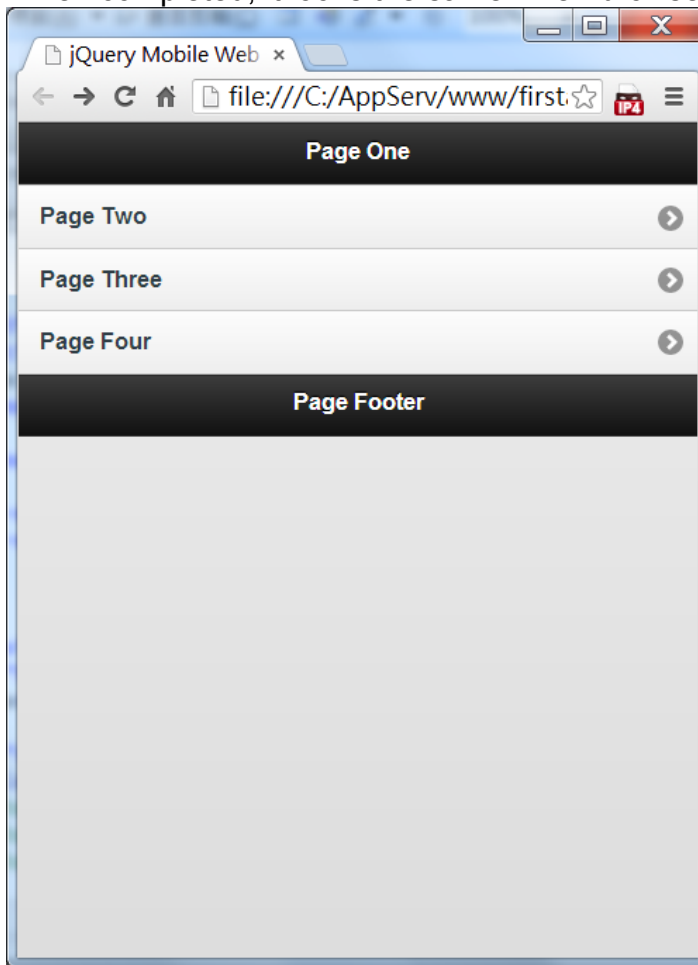 jQuery Mobile Web
file:///C:/AppServ/www/first.
IP4
Page One
Page Two
Page Three
Page Four
Page Footer